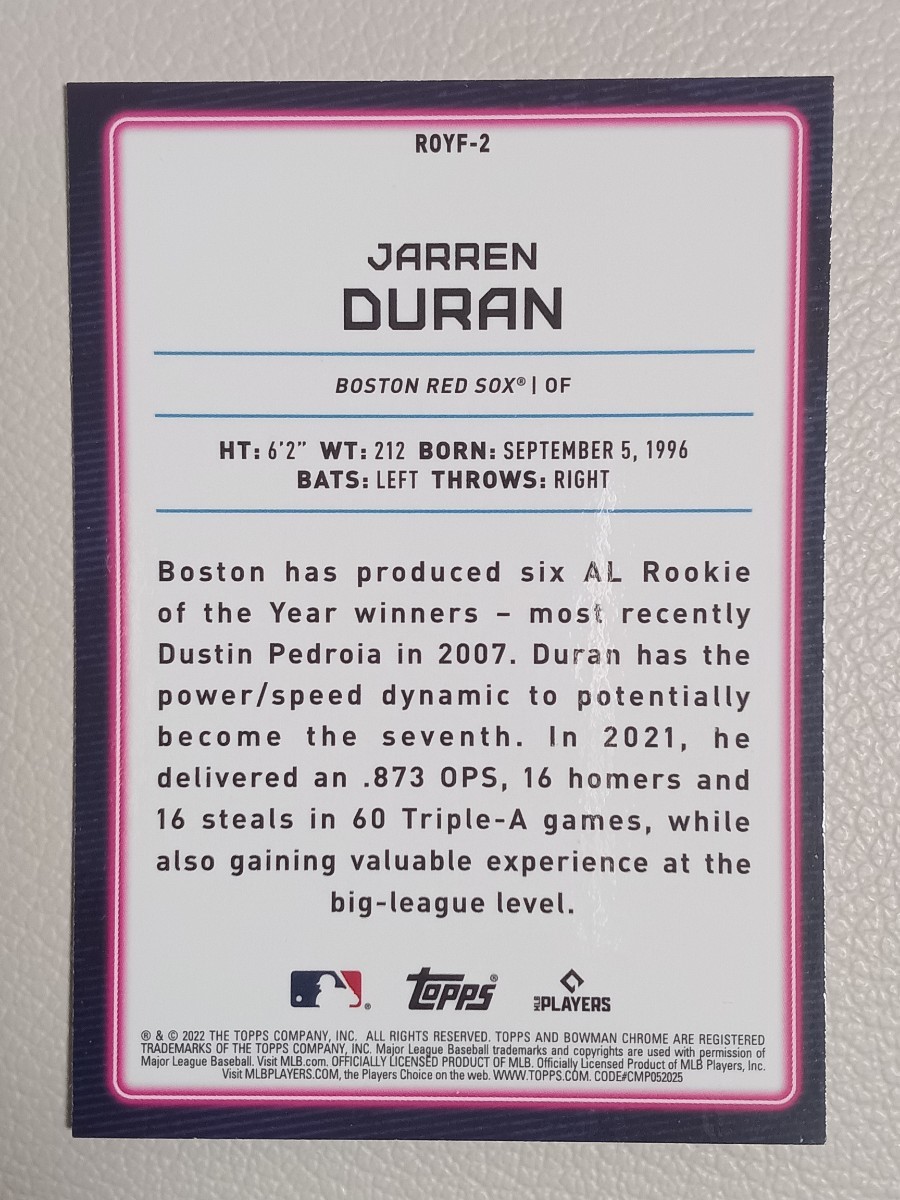 ROYF-2
JARREN
DURAN
BOSTON RED SOX® | OF
HT: 6'2" WT: 212 BORN: SEPTEMBER 5, 1996
BATS: LEFT THROWS: RIGHT
Boston has produced six AL Rookie
of the Year winners – most recently
Dustin Pedroia in 2007. Duran has the
power/speed dynamic to potentially
become the seventh. In 2021, he
delivered an .873 OPS, 16 homers and
16 steals in 60 Triple-A games, while
also gaining valuable experience at the
big-league level.
® Topps® MLB PLAYERS
® & © 2022 THE TOPPS COMPANY, INC. ALL RIGHTS RESERVED. TOPPS AND BOWMAN CHROME ARE REGISTERED
TRADEMARKS OF THE TOPPS COMPANY, INC. Major League Baseball trademarks and copyrights are used with permission of
Major League Baseball. Visit MLB.com. OFFICIALLY LICENSED PRODUCT OF MLB. Officially Licensed Product of MLB Players, Inc.
Visit MLBPLAYERS.COM, the Players Choice on the web. WWW.TOPPS.COM. CODE#CMP052025